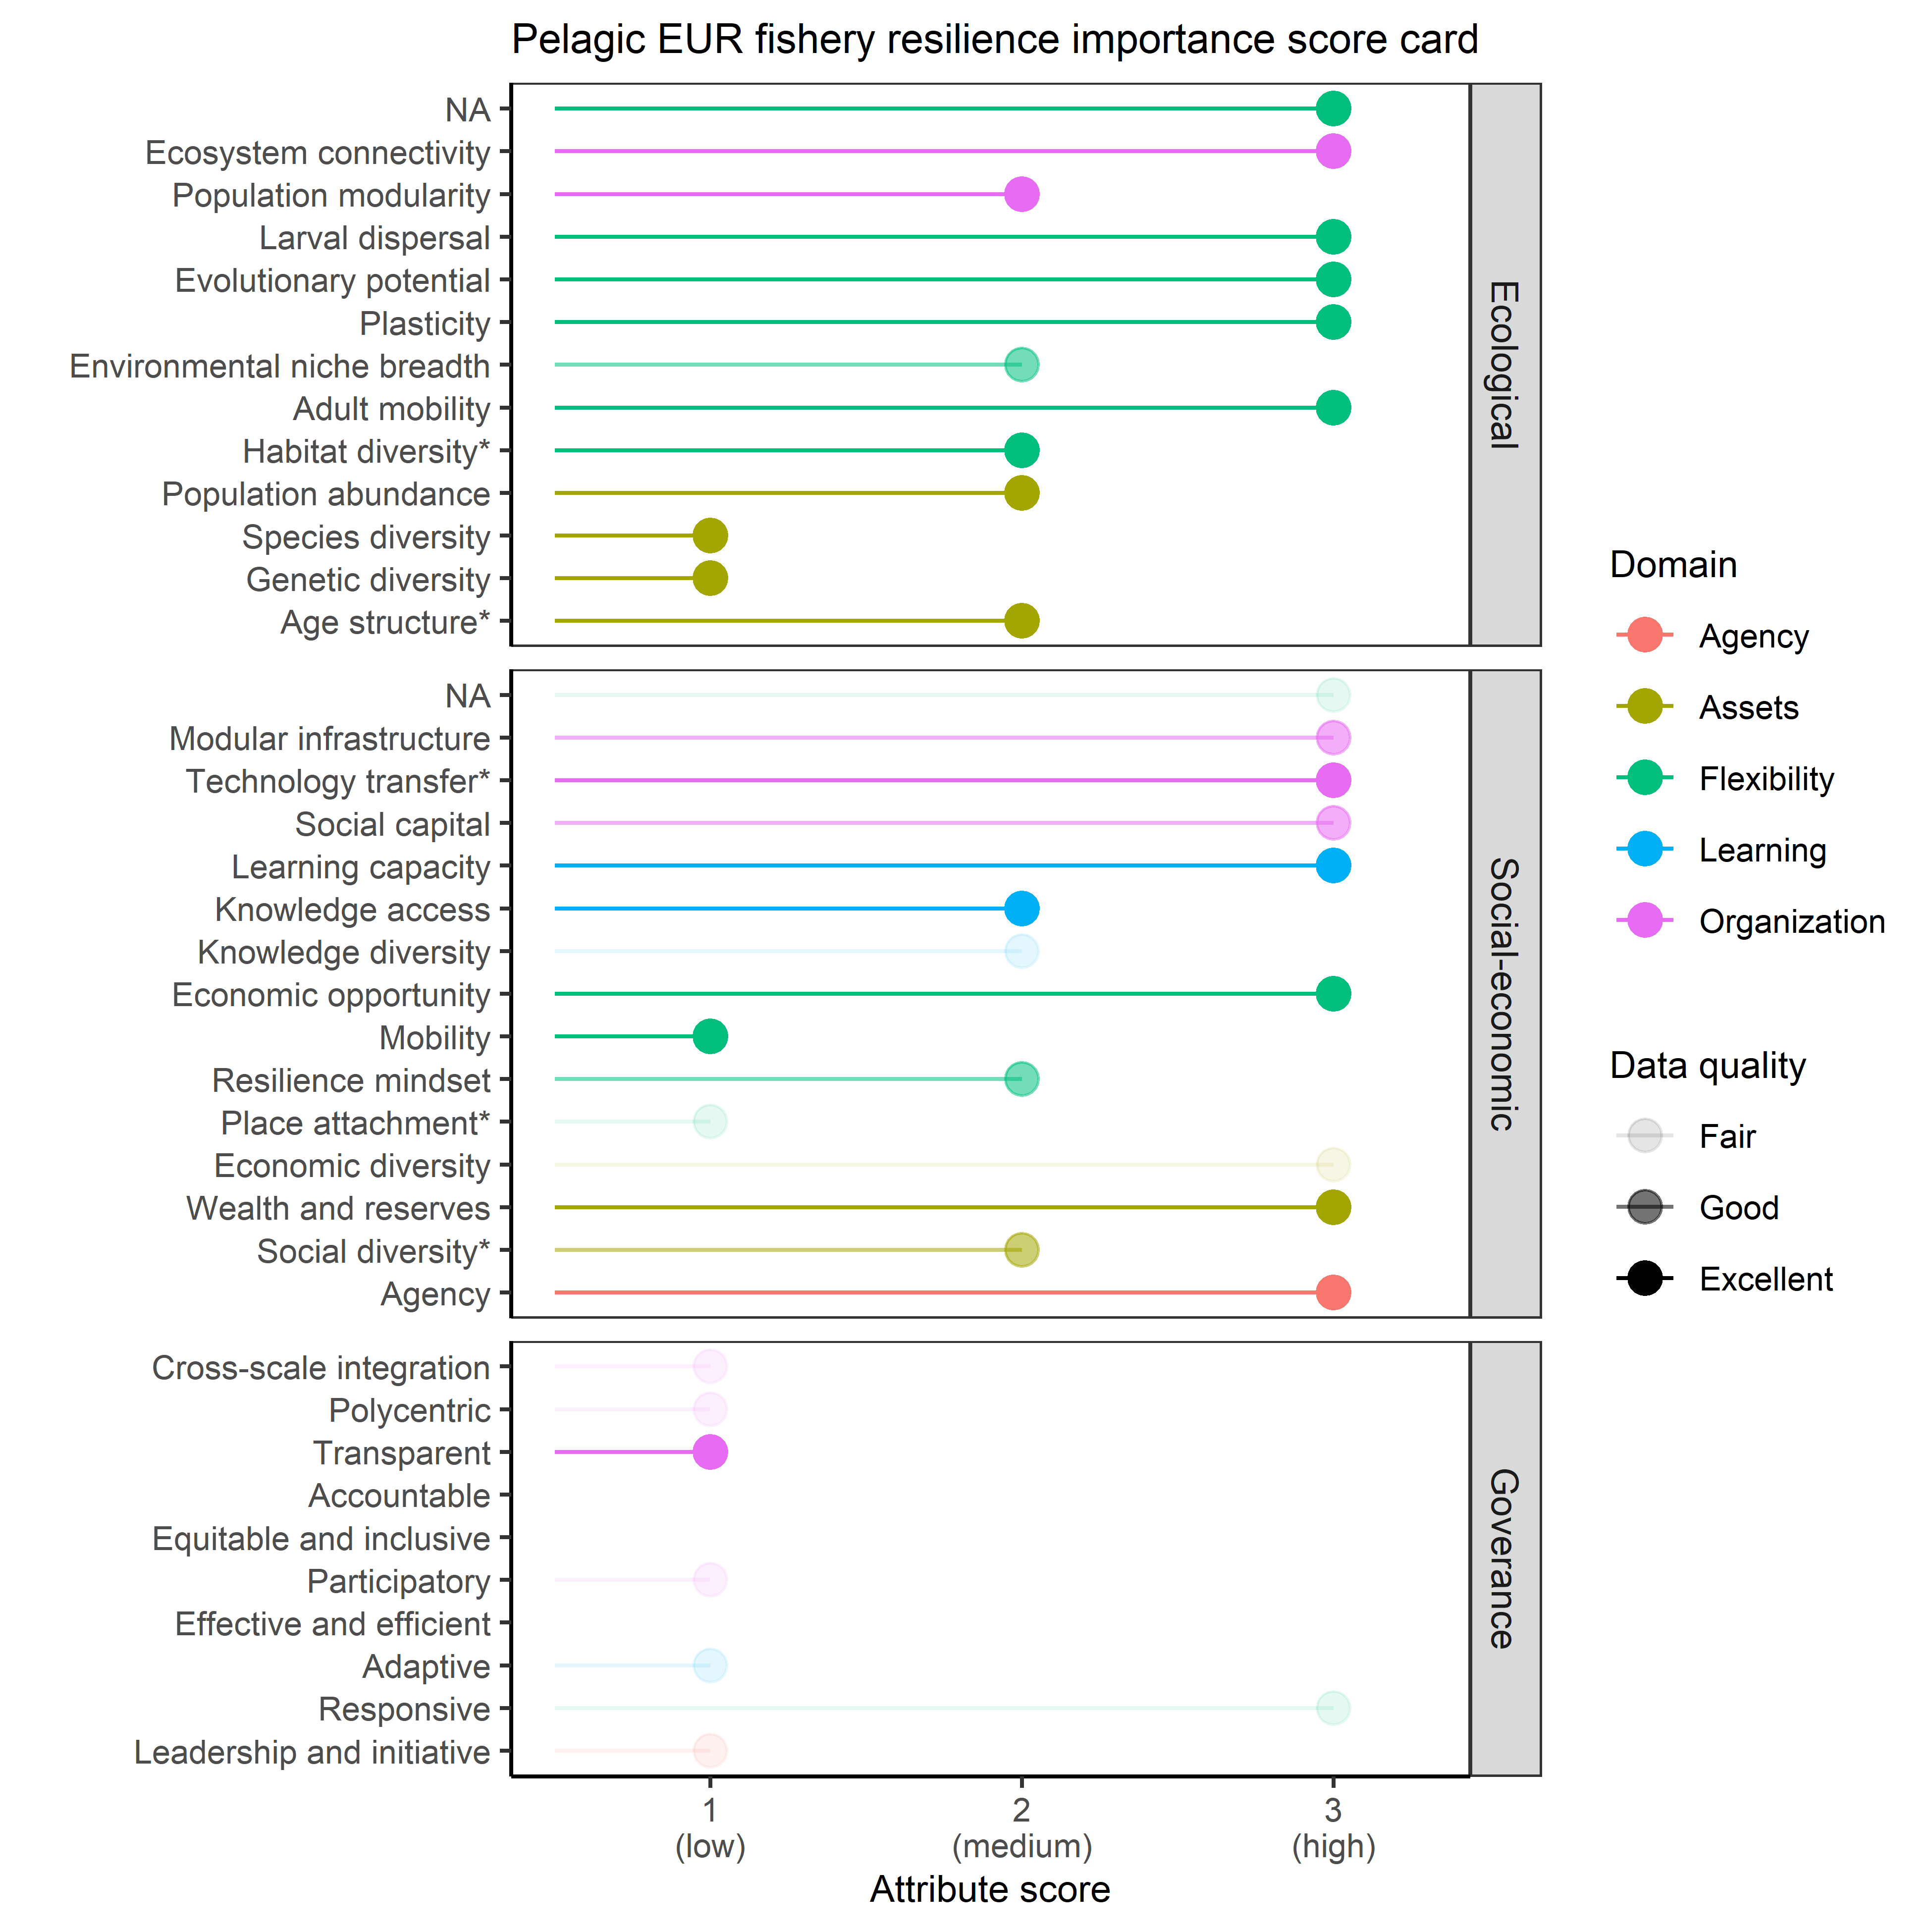 Pelagic EUR fishery resilience importance score card
NA
Ecosystem connectivity
Population modularity
Larval dispersal
Evolutionary potential
Plasticity
Environmental niche breadth
Adult mobility
Habitat diversity*
Population abundance
Species diversity
Genetic diversity
Age structure*
Ecological
NA
Modular infrastructure
Technology transfer*
Social capital
Learning capacity
Knowledge access
Knowledge diversity
Economic opportunity
Mobility
Resilience mindset
Place attachment*
Economic diversity
Wealth and reserves
Social diversity*
Agency
Social-economic
Cross-scale integration
Polycentric
Transparent
Accountable
Equitable and inclusive
Participatory
Effective and efficient
Adaptive
Responsive
Leadership and initiative
Governance
1 2 3
(low) (medium) (high)
Attribute score
Domain
Agency
Assets
Flexibility
Learning
Organization
Data quality
Fair
Good
Excellent